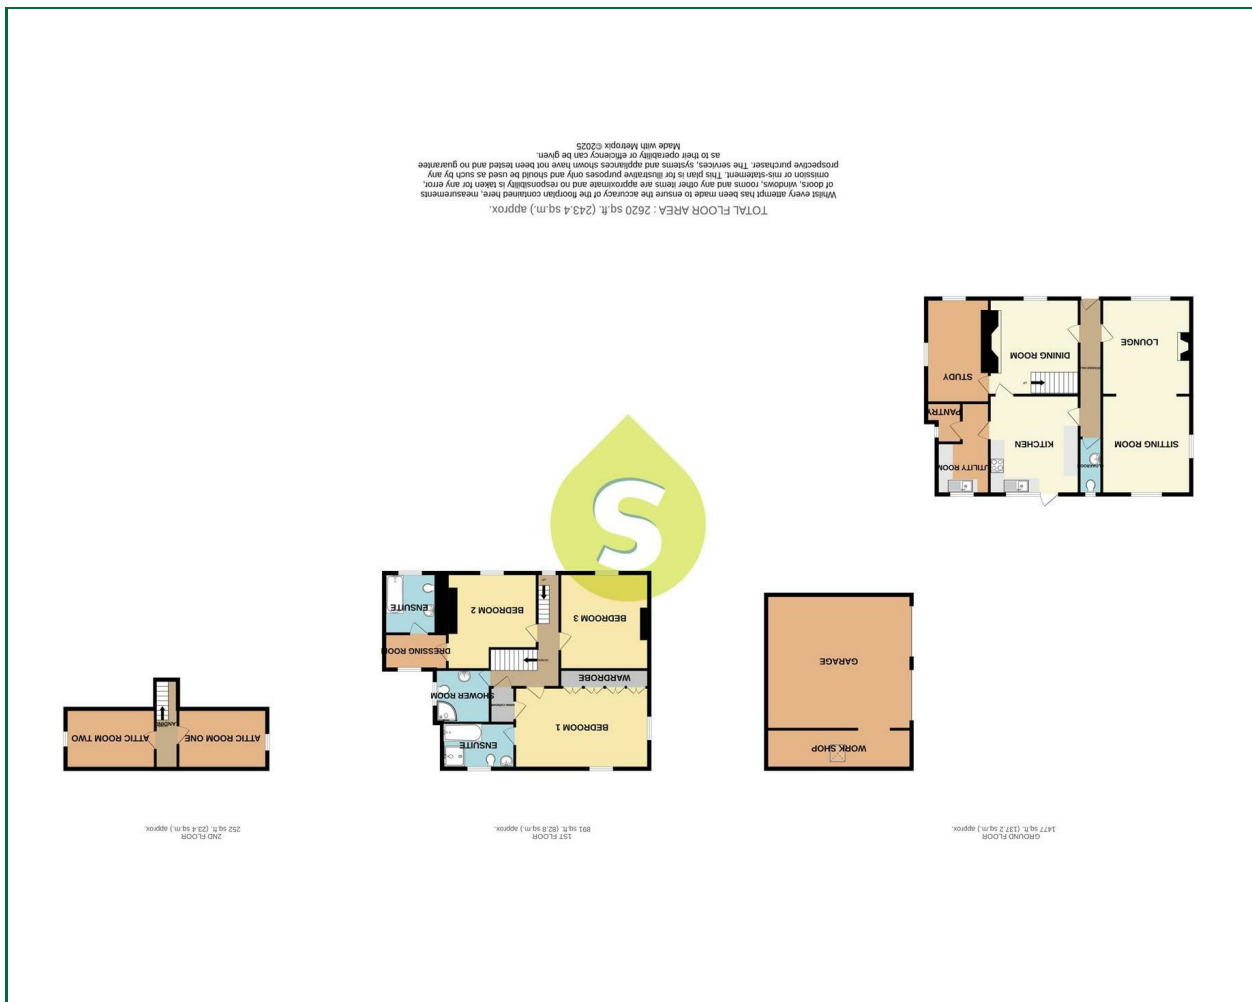 GROUND FLOOR
1477 sq.ft. (137.2 sq.m.) approx.
1ST FLOOR
891 sq.ft. (82.8 sq.m.) approx.
2ND FLOOR
252 sq.ft. (23.4 sq.m.) approx.
WORK SHOP
GARAGE
SITTING ROOM
LOUNGE
KITCHEN
DINING ROOM
UTILITY ROOM
PANTRY
STUDY
CLOAKROOM
ENTRANCE HALL
UP
BEDROOM 1
ENSUITE
SHOWER ROOM
WARDROBE
BEDROOM 3
BEDROOM 2
DRESSING ROOM
ENSUITE
ATTIC ROOM ONE
LANDING
ATTIC ROOM TWO
S
TOTAL FLOOR AREA : 2620 sq.ft. (243.4 sq.m.) approx.
Whilst every attempt has been made to ensure the accuracy of the floorplan contained here, measurements
of doors, windows, rooms and any other items are approximate and no responsibility is taken for any error,
omission or mis-statement. This plan is for illustrative purposes only and should be used as such by any
prospective purchaser. The services, systems and appliances shown have not been tested and no guarantee
as to their operability or efficiency can be given.
Made with Metropix ©2025